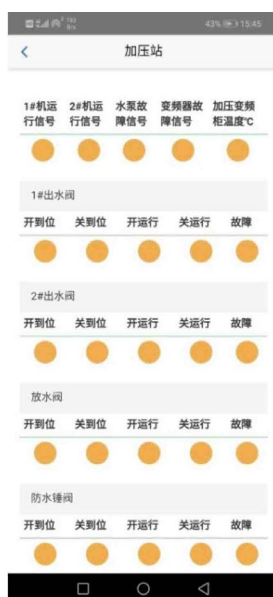 43% 15:45
加压站
1#机运 2#机运 水泵故 变频器故 加压变频
行信号 行信号 障信号 障信号 柜温度℃
1#出水阀
开到位 关到位 开运行 关运行 故障
2#出水阀
开到位 关到位 开运行 关运行 故障
放水阀
开到位 关到位 开运行 关运行 故障
防水锤阀
开到位 关到位 开运行 关运行 故障